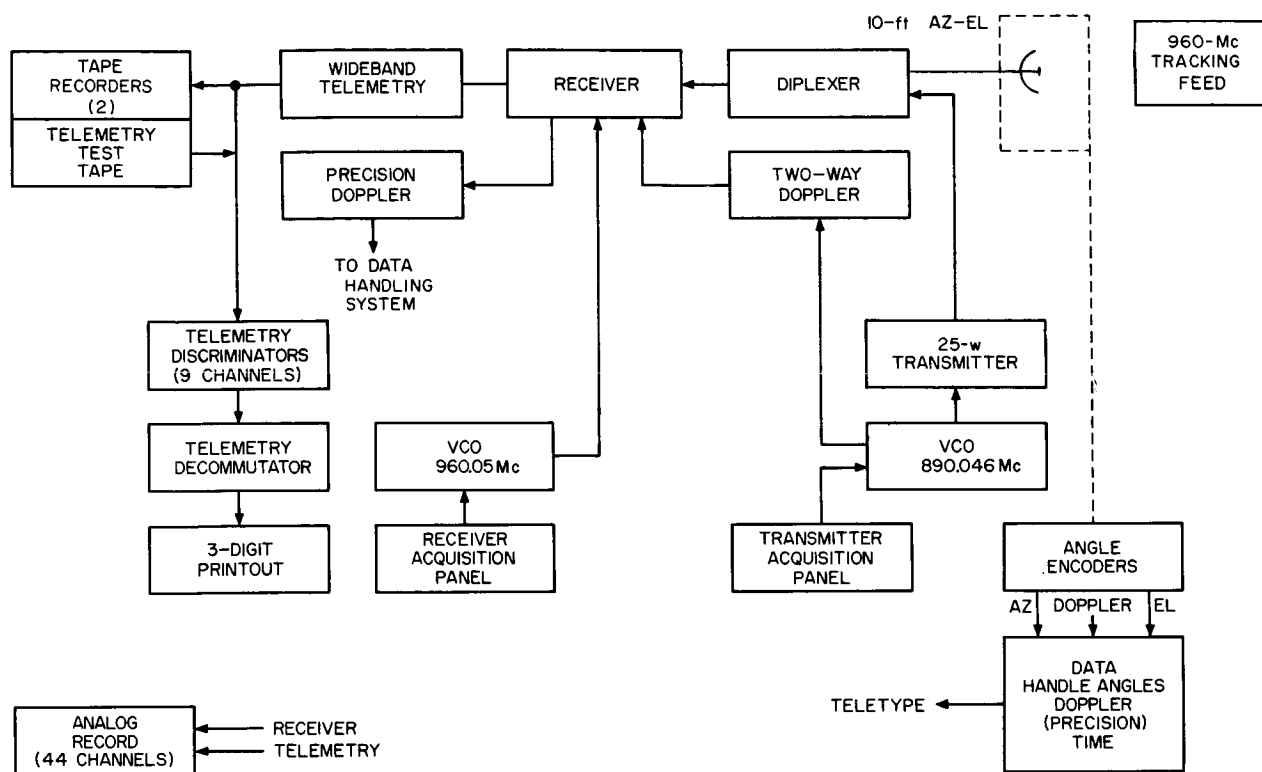 10-ft AZ-EL
960-Mc
TRACKING
FEED
TAPE
RECORDERS
(2)
TELEMETRY
TEST
TAPE
WIDEBAND
TELEMETRY
RECEIVER
DIPLEXER
PRECISION
DOPPLER
TWO-WAY
DOPPLER
TO DATA
HANDLING
SYSTEM
TELEMETRY
DISCRIMINATORS
(9 CHANNELS)
25-w
TRANSMITTER
TELEMETRY
DECOMMUTATOR
VCO
960.05 Mc
VCO
890.046 Mc
3-DIGIT
PRINTOUT
RECEIVER
ACQUISITION
PANEL
TRANSMITTER
ACQUISITION
PANEL
ANGLE
ENCODERS
AZ DOPPLER EL
DATA
HANDLE ANGLES
DOPPLER
(PRECISION)
TIME
TELETYPE
ANALOG
RECORD
(44 CHANNELS)
RECEIVER
TELEMETRY